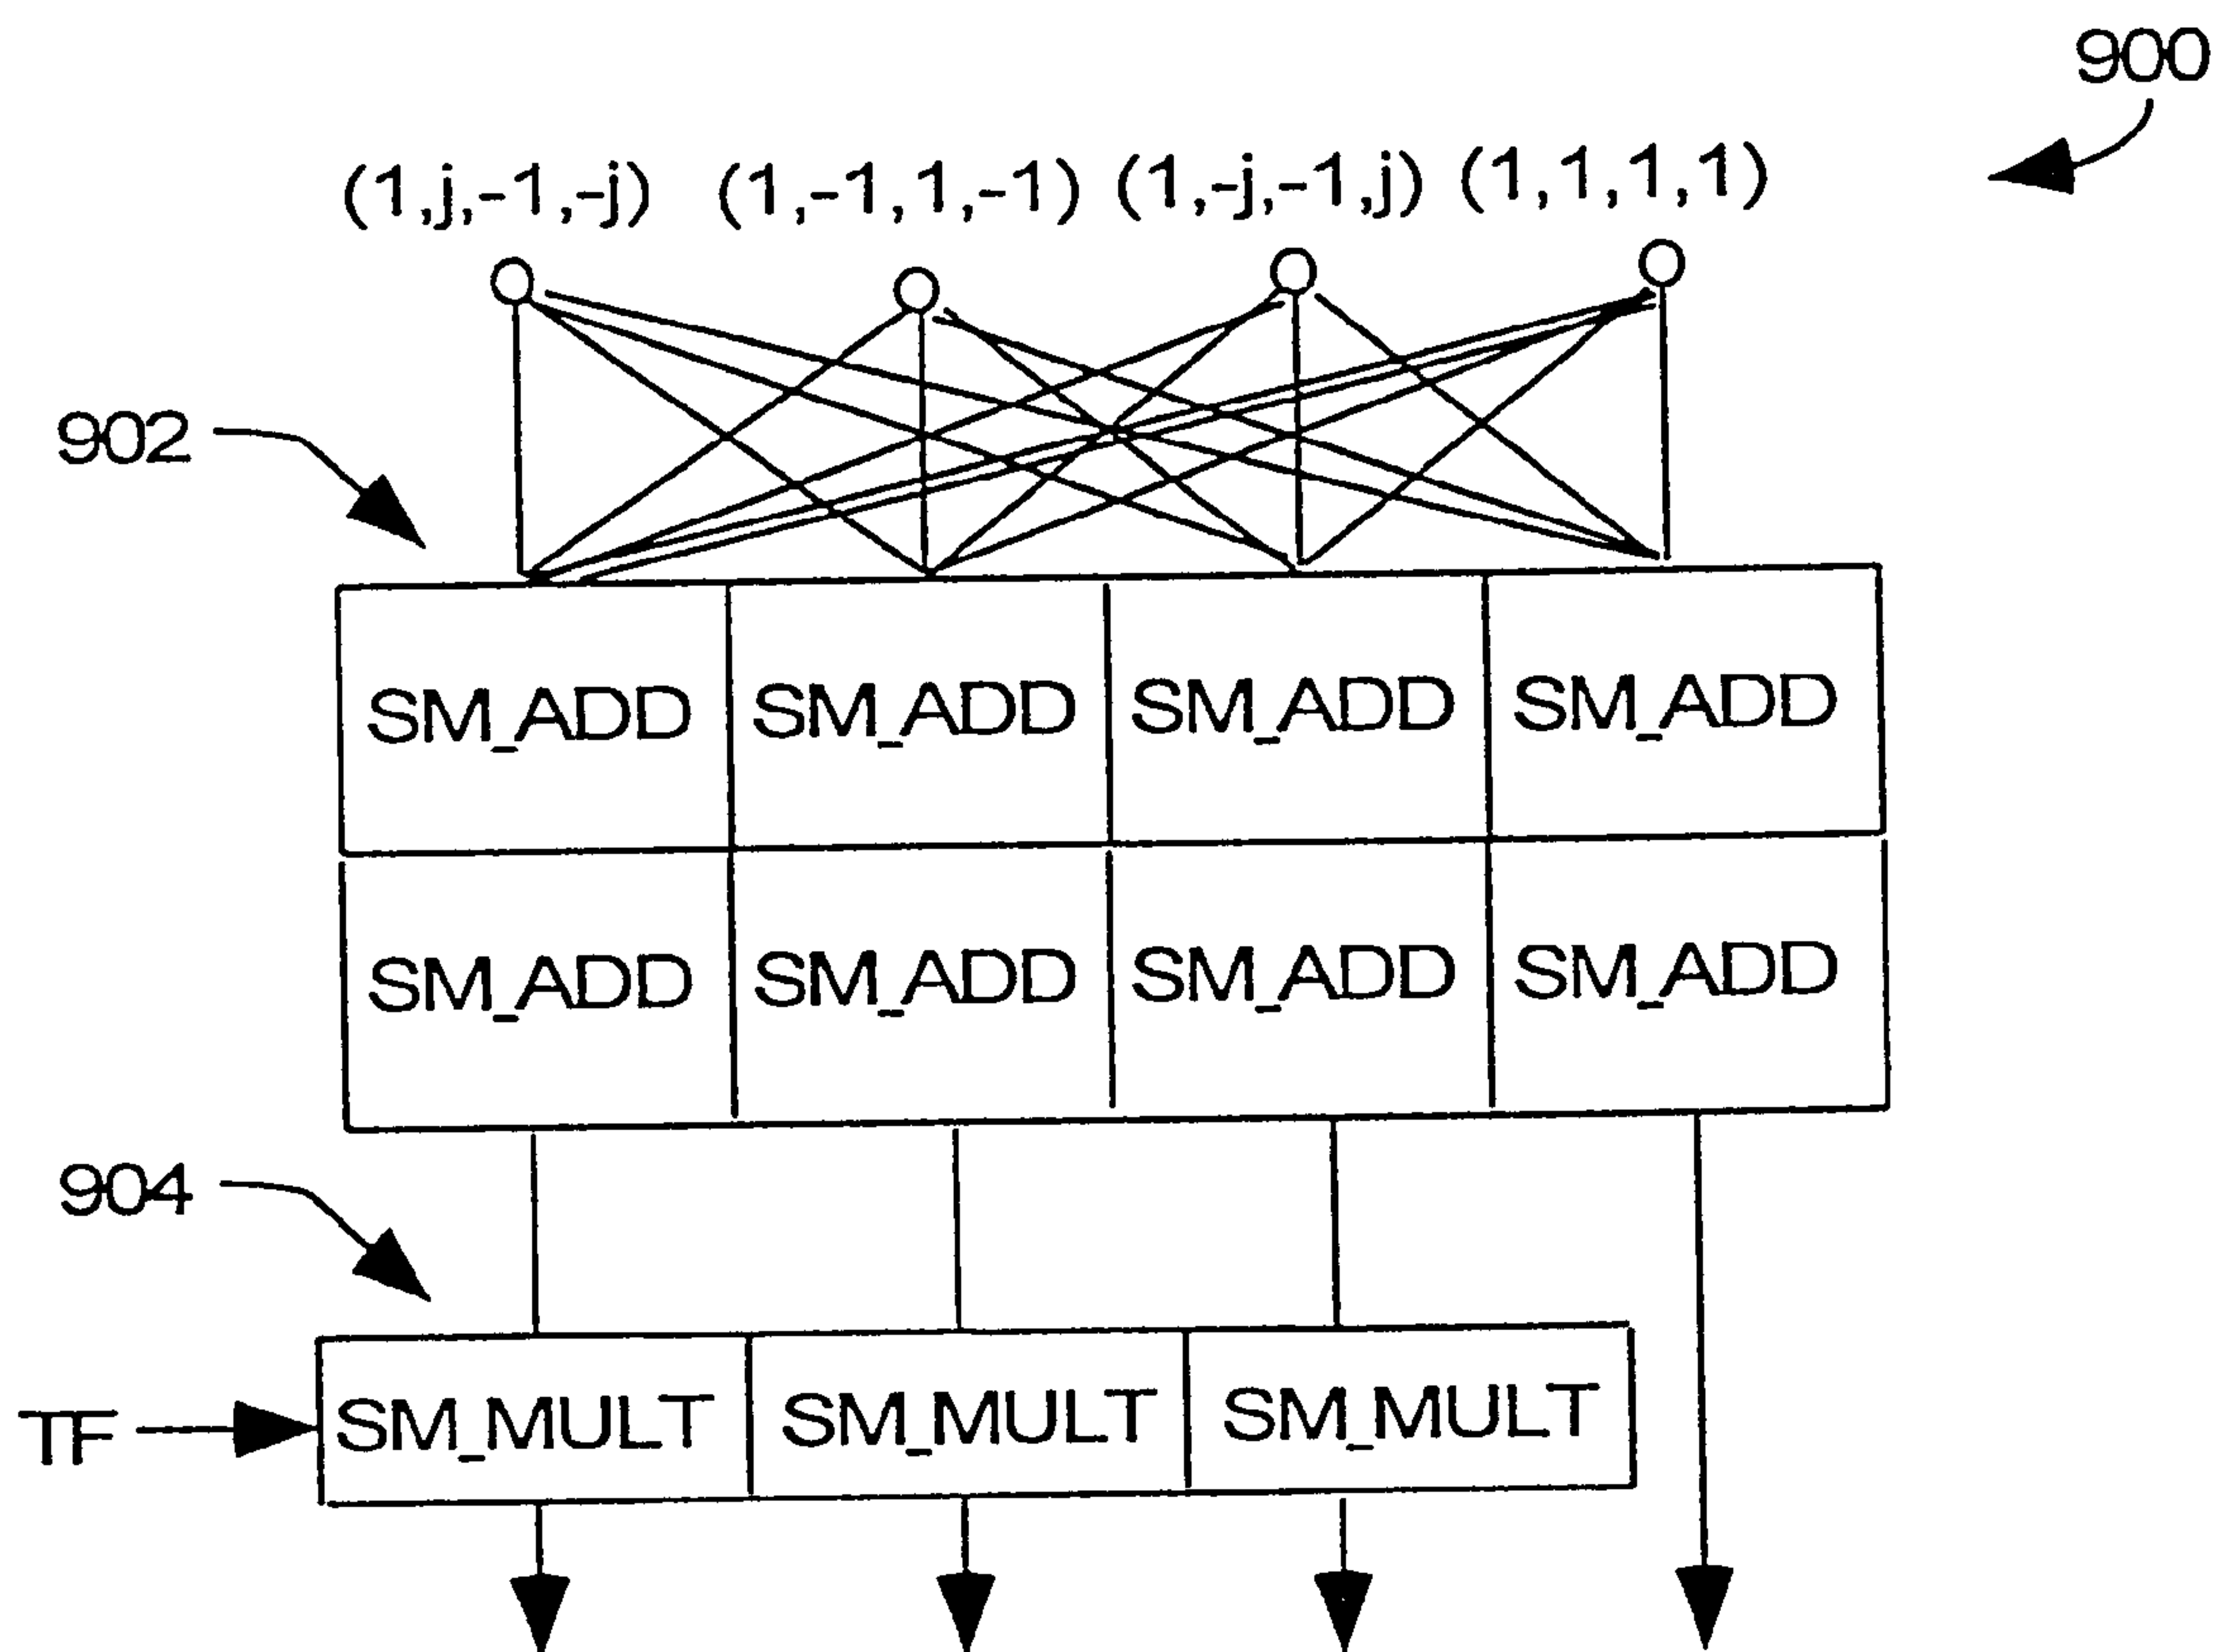 900
(1,j,-1,-j) (1,-1,1,-1) (1,-j,-1,j) (1,1,1,1)
902
SM_ADD SM_ADD SM_ADD SM_ADD
SM_ADD SM_ADD SM_ADD SM_ADD
904
TF SM_MULT SM_MULT SM_MULT